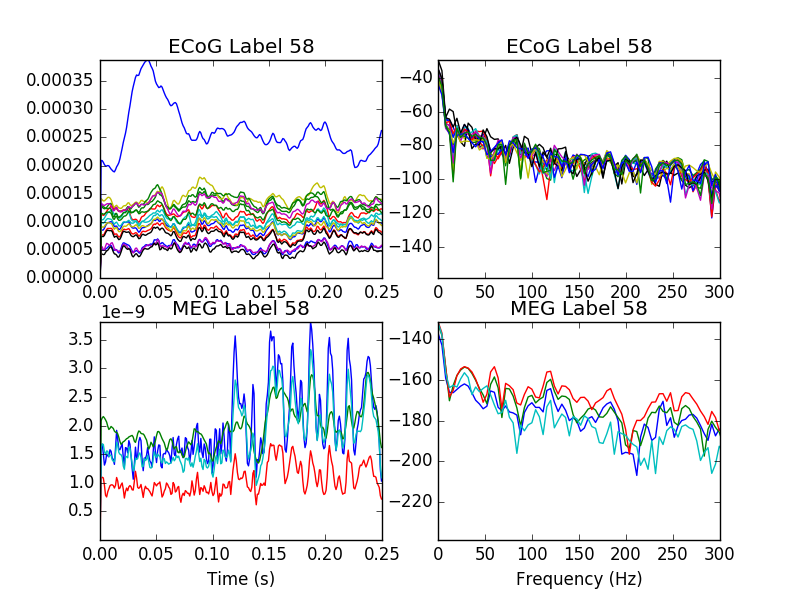 ECoG Label 58
ECoG Label 58
0.00035
0.00030
0.00025
0.00020
0.00015
0.00010
0.00005
0.00000
0.00 0.05 0.10 0.15 0.20 0.25
−40
−60
−80
−100
−120
−140
0 50 100 150 200 250 300
MEG Label 58
MEG Label 58
1e−9
3.5
3.0
2.5
2.0
1.5
1.0
0.5
0.00 0.05 0.10 0.15 0.20 0.25
Time (s)
−140
−160
−180
−200
−220
0 50 100 150 200 250 300
Frequency (Hz)